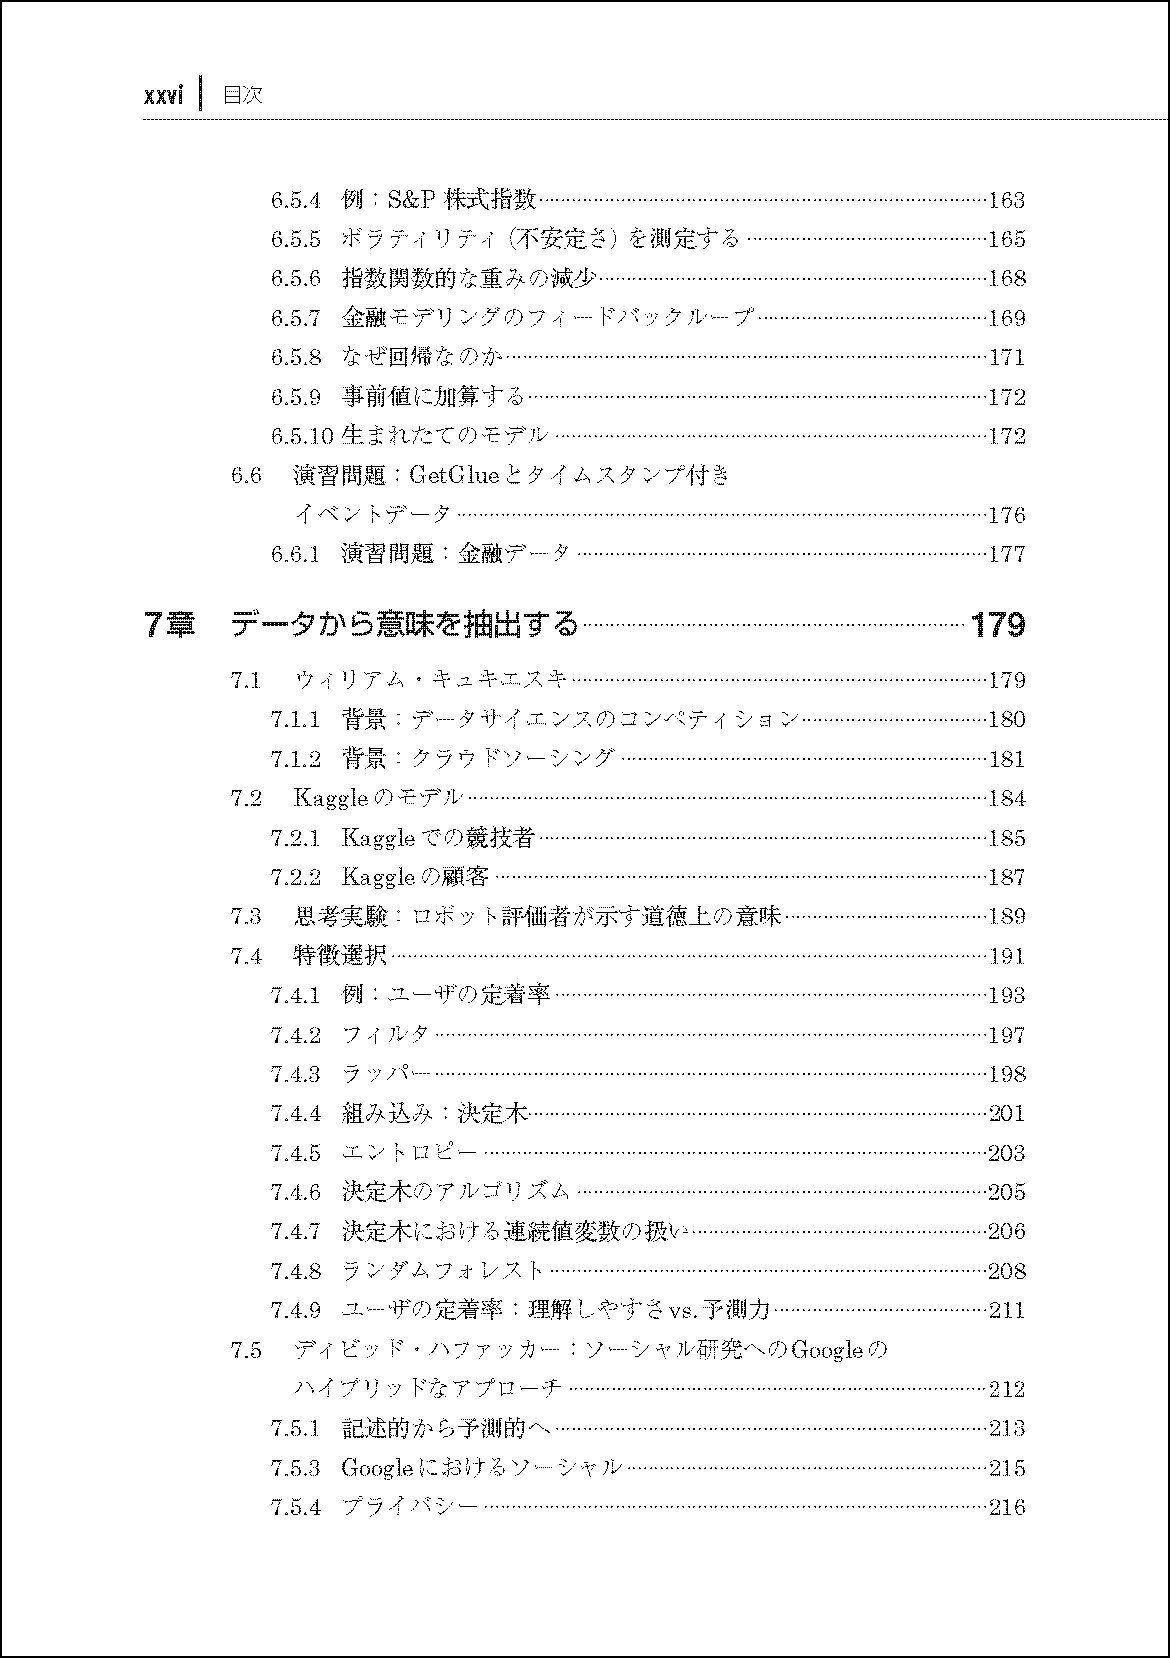 xxvi 目次
6.5.4 例：S&P 株式指数 163
6.5.5 ボラティリティ（不安定さ）を測定する 165
6.5.6 指数関数的な重みの減少 168
6.5.7 金融モデリングのフィードバックループ 169
6.5.8 なぜ回帰なのか 171
6.5.9 事前値に加算する 172
6.5.10 生まれたてのモデル 172
6.6 演習問題：GetGlueとタイムスタンプ付き
イベントデータ 176
6.6.1 演習問題：金融データ 177
7章 データから意味を抽出する 179
7.1 ウィリアム・キュキエスキ 179
7.1.1 背景：データサイエンスのコンペティション 180
7.1.2 背景：クラウドソーシング 181
7.2 Kaggleのモデル 184
7.2.1 Kaggleでの競技者 185
7.2.2 Kaggleの顧客 187
7.3 思考実験：ロボット評価者が示す道徳上の意味 189
7.4 特徴選択 191
7.4.1 例：ユーザの定着率 193
7.4.2 フィルタ 197
7.4.3 ラッパー 198
7.4.4 組み込み：決定木 201
7.4.5 エントロピー 203
7.4.6 決定木のアルゴリズム 205
7.4.7 決定木における連続値変数の扱い 206
7.4.8 ランダムフォレスト 208
7.4.9 ユーザの定着率：理解しやすさvs.予測力 211
7.5 ディビッド・ハファッカー：ソーシャル研究へのGoogleの
ハイブリッドなアプローチ 212
7.5.1 記述的から予測的へ 213
7.5.3 Googleにおけるソーシャル 215
7.5.4 プライバシー 216